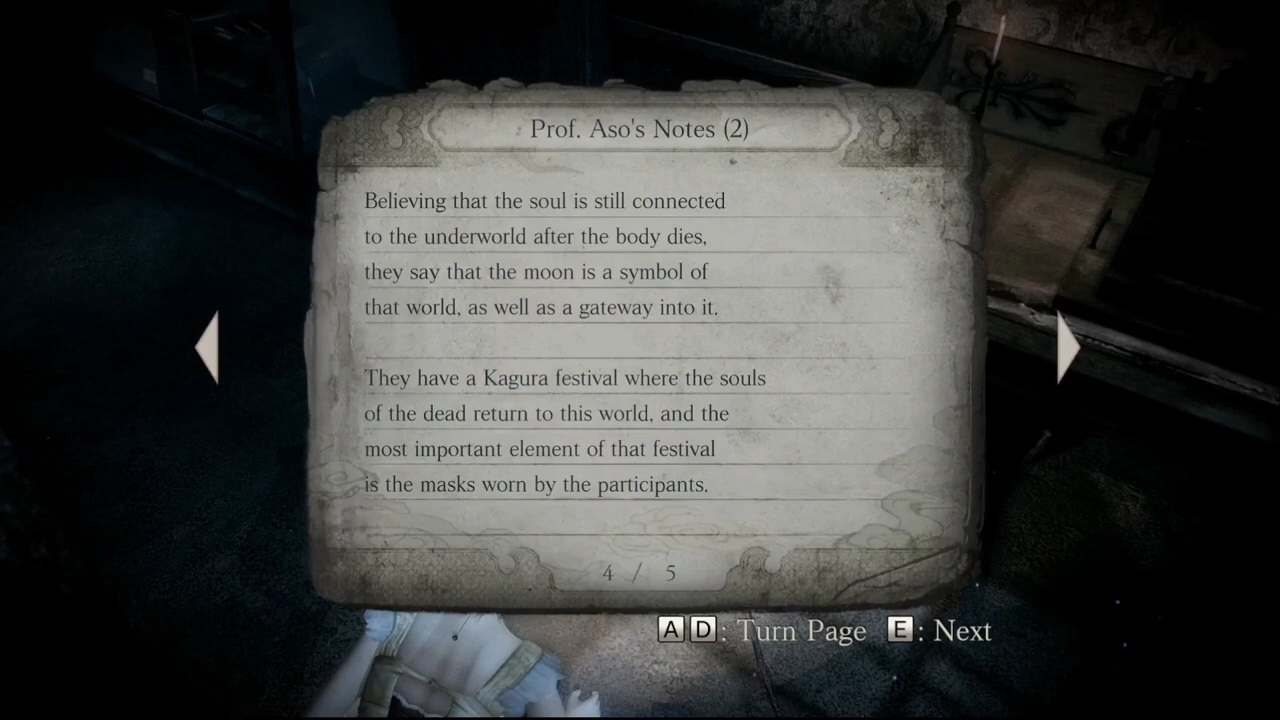 Prof. Aso's Notes (2)
Believing that the soul is still connected
to the underworld after the body dies,
they say that the moon is a symbol of
that world, as well as a gateway into it.
They have a Kagura festival where the souls
of the dead return to this world, and the
most important element of that festival
is the masks worn by the participants.
4 / 5
A D : Turn Page E : Next